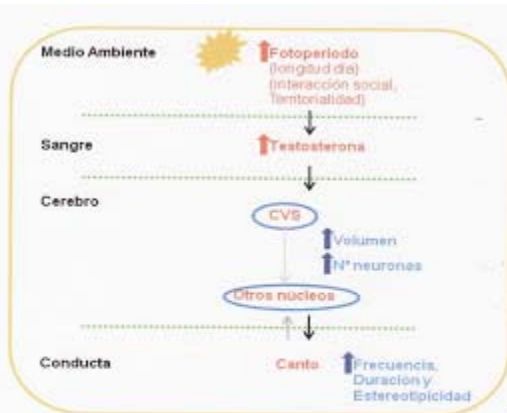 Medio Ambiente
Fotoperiodo
(longitud día)
(interacción social,
Territorialidad)
Sangre
Testosterona
Cerebro
CVS
Volumen
Nº neuronas
Otros núcleos
Conducta
Canto
Frecuencia,
Duración y
Estereotipicidad